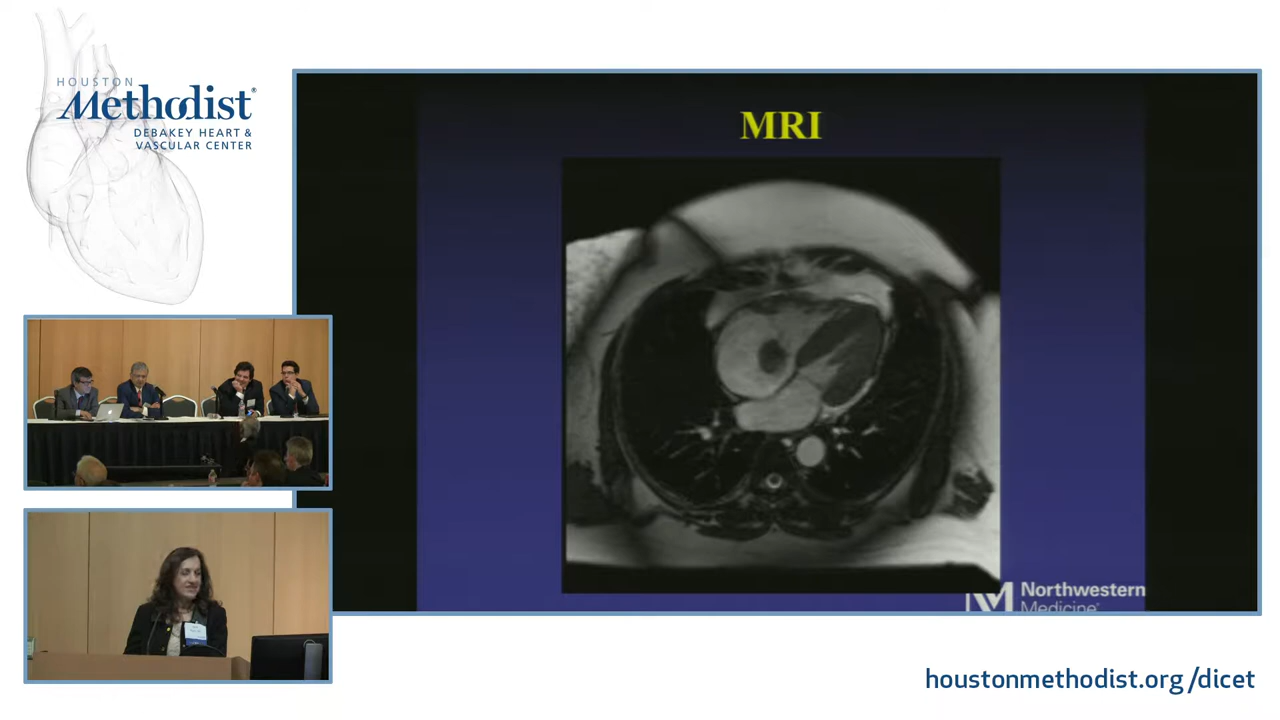 HOUSTON
Methodist®
DEBAKEY HEART &
VASCULAR CENTER
MRI
Northwestern
Medicine®
houstonmethodist.org/dicet